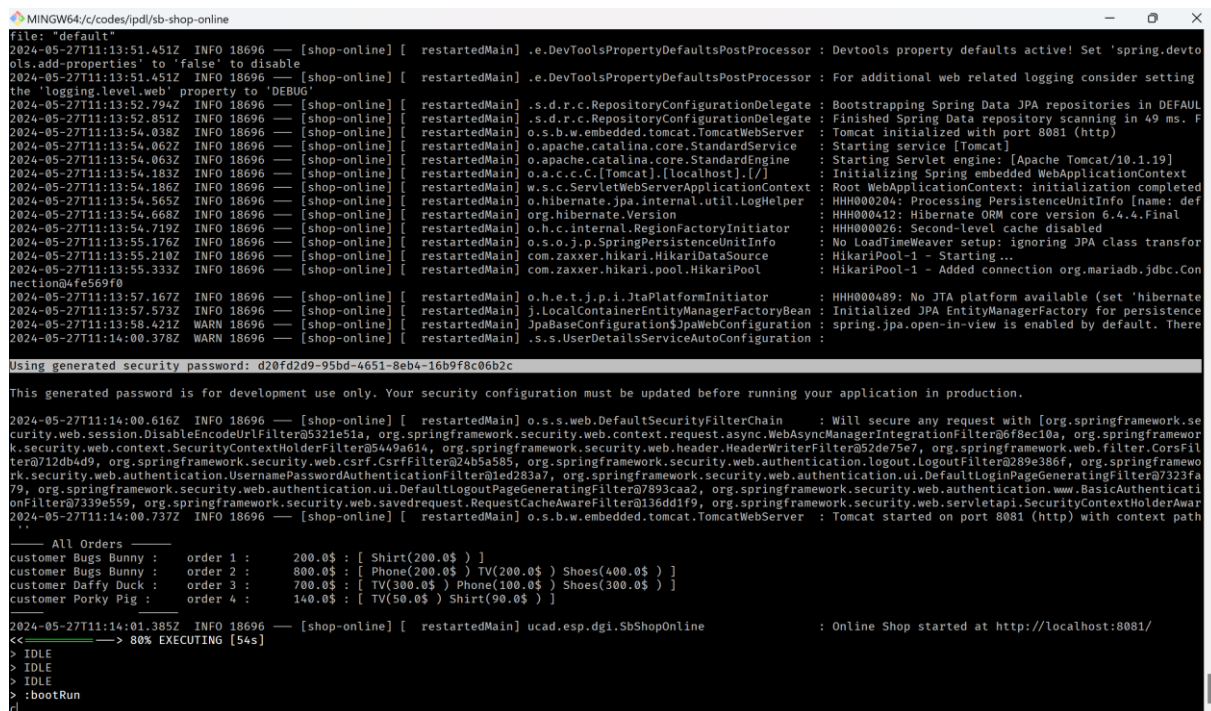 MINGW64:/c/codes/ipdl/sb-shop-online
file: "default"
2024-05-27T11:13:51.451Z  INFO 18696 --- [shop-online] [  restartedMain] .e.DevToolsPropertyDefaultsPostProcessor : Devtools property defaults active! Set 'spring.devto
ols.add-properties' to 'false' to disable
2024-05-27T11:13:51.451Z  INFO 18696 --- [shop-online] [  restartedMain] .e.DevToolsPropertyDefaultsPostProcessor : For additional web related logging consider setting
the 'logging.level.web' property to 'DEBUG'
2024-05-27T11:13:52.794Z  INFO 18696 --- [shop-online] [  restartedMain] .s.d.r.c.RepositoryConfigurationDelegate : Bootstrapping Spring Data JPA repositories in DEFAUL
2024-05-27T11:13:52.851Z  INFO 18696 --- [shop-online] [  restartedMain] .s.d.r.c.RepositoryConfigurationDelegate : Finished Spring Data repository scanning in 49 ms. F
2024-05-27T11:13:54.038Z  INFO 18696 --- [shop-online] [  restartedMain] o.s.b.w.embedded.tomcat.TomcatWebServer  : Tomcat initialized with port 8081 (http)
2024-05-27T11:13:54.062Z  INFO 18696 --- [shop-online] [  restartedMain] o.apache.catalina.core.StandardService   : Starting service [Tomcat]
2024-05-27T11:13:54.063Z  INFO 18696 --- [shop-online] [  restartedMain] o.apache.catalina.core.StandardEngine    : Starting Servlet engine: [Apache Tomcat/10.1.19]
2024-05-27T11:13:54.183Z  INFO 18696 --- [shop-online] [  restartedMain] o.a.c.c.C.[Tomcat].[localhost].[/]       : Initializing Spring embedded WebApplicationContext
2024-05-27T11:13:54.186Z  INFO 18696 --- [shop-online] [  restartedMain] w.s.c.ServletWebServerApplicationContext : Root WebApplicationContext: initialization completed
2024-05-27T11:13:54.565Z  INFO 18696 --- [shop-online] [  restartedMain] o.hibernate.jpa.internal.util.LogHelper  : HHH000204: Processing PersistenceUnitInfo [name: def
2024-05-27T11:13:54.668Z  INFO 18696 --- [shop-online] [  restartedMain] org.hibernate.Version                    : HHH000412: Hibernate ORM core version 6.4.4.Final
2024-05-27T11:13:54.719Z  INFO 18696 --- [shop-online] [  restartedMain] o.h.c.internal.RegionFactoryInitiator    : HHH000026: Second-level cache disabled
2024-05-27T11:13:55.176Z  INFO 18696 --- [shop-online] [  restartedMain] o.s.o.j.p.SpringPersistenceUnitInfo      : No LoadTimeWeaver setup: ignoring JPA class transfor
2024-05-27T11:13:55.210Z  INFO 18696 --- [shop-online] [  restartedMain] com.zaxxer.hikari.HikariDataSource       : HikariPool-1 - Starting...
2024-05-27T11:13:55.333Z  INFO 18696 --- [shop-online] [  restartedMain] com.zaxxer.hikari.pool.HikariPool        : HikariPool-1 - Added connection org.mariadb.jdbc.Con
nection@4fe569f0
2024-05-27T11:13:57.167Z  INFO 18696 --- [shop-online] [  restartedMain] o.h.e.t.j.p.i.JtaPlatformInitiator       : HHH000489: No JTA platform available (set 'hibernate
2024-05-27T11:13:57.573Z  INFO 18696 --- [shop-online] [  restartedMain] j.LocalContainerEntityManagerFactoryBean : Initialized JPA EntityManagerFactory for persistence
2024-05-27T11:13:58.421Z  WARN 18696 --- [shop-online] [  restartedMain] JpaBaseConfiguration$JpaWebConfiguration : spring.jpa.open-in-view is enabled by default. There
2024-05-27T11:14:00.378Z  WARN 18696 --- [shop-online] [  restartedMain] .s.s.UserDetailsServiceAutoConfiguration :
Using generated security password: d20fd2d9-95bd-4651-8eb4-16b9f8c06b2c
This generated password is for development use only. Your security configuration must be updated before running your application in production.
2024-05-27T11:14:00.616Z  INFO 18696 --- [shop-online] [  restartedMain] o.s.s.web.DefaultSecurityFilterChain     : Will secure any request with [org.springframework.se
curity.web.session.DisableEncodeUrlFilter@5321e51a, org.springframework.security.web.context.request.async.WebAsyncManagerIntegrationFilter@6f8ec10a, org.springframewor
k.security.web.context.SecurityContextHolderFilter@5449a614, org.springframework.security.web.header.HeaderWriterFilter@52de75e7, org.springframework.web.filter.CorsFil
ter@712db4d9, org.springframework.security.web.csrf.CsrfFilter@24b5a585, org.springframework.security.web.authentication.logout.LogoutFilter@289e386f, org.springframewo
rk.security.web.authentication.UsernamePasswordAuthenticationFilter@1ed283a7, org.springframework.security.web.authentication.ui.DefaultLoginPageGeneratingFilter@7323fa
79, org.springframework.security.web.authentication.ui.DefaultLogoutPageGeneratingFilter@7893caa2, org.springframework.security.web.authentication.www.BasicAuthenticati
onFilter@7339e559, org.springframework.security.web.savedrequest.RequestCacheAwareFilter@136dd1f9, org.springframework.security.web.servletapi.SecurityContextHolderAwar
2024-05-27T11:14:00.737Z  INFO 18696 --- [shop-online] [  restartedMain] o.s.b.w.embedded.tomcat.TomcatWebServer  : Tomcat started on port 8081 (http) with context path
''
----- All Orders -----
customer Bugs Bunny :    order 1 :      200.0$ : [ Shirt(200.0$ ) ]
customer Bugs Bunny :    order 2 :      800.0$ : [ Phone(200.0$ ) TV(200.0$ ) Shoes(400.0$ ) ]
customer Daffy Duck :    order 3 :      700.0$ : [ TV(300.0$ ) Phone(100.0$ ) Shoes(300.0$ ) ]
customer Porky Pig :     order 4 :      140.0$ : [ TV(50.0$ ) Shirt(90.0$ ) ]
-----          ------
2024-05-27T11:14:01.385Z  INFO 18696 --- [shop-online] [  restartedMain] ucad.esp.dgi.SbShopOnline                : Online Shop started at http://localhost:8081/
<<==========---> 80% EXECUTING [54s]
> IDLE
> IDLE
> IDLE
> :bootRun
c